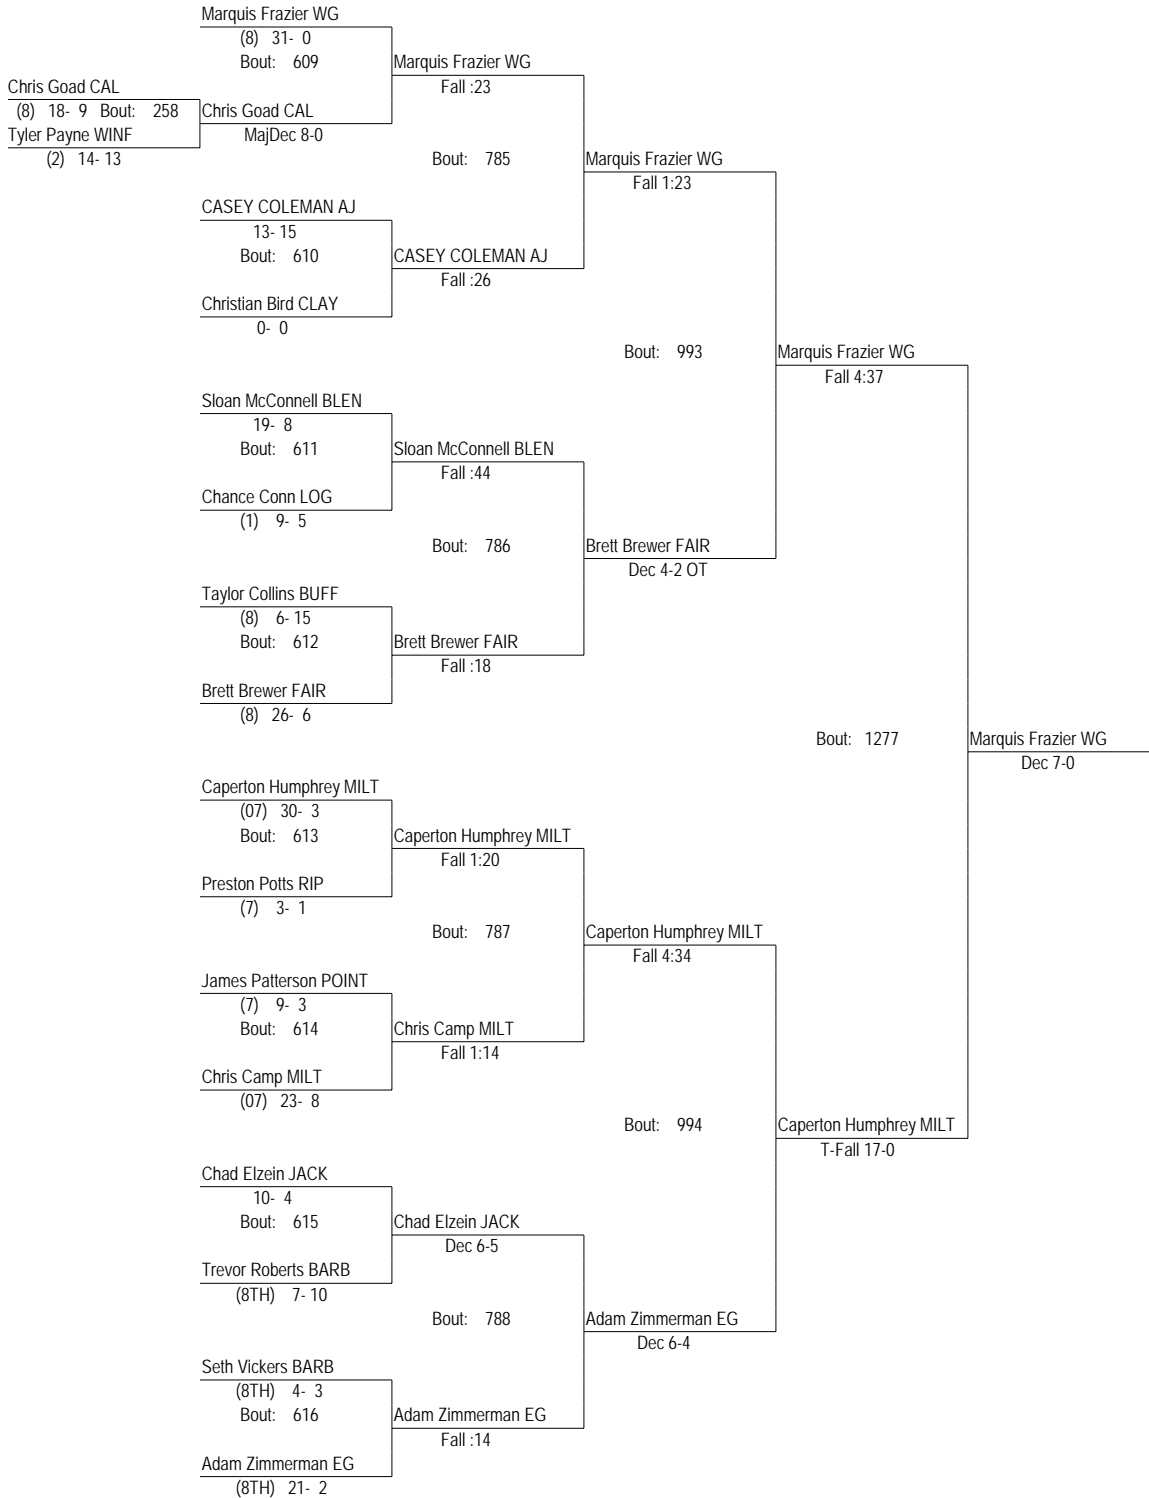 Marquis Frazier WG
(8) 31- 0
Bout: 609
Marquis Frazier WG
Fall :23
Chris Goad CAL
(8) 18- 9 Bout: 258
Chris Goad CAL
Tyler Payne WINF
MajDec 8-0
(2) 14- 13
Bout: 785
Marquis Frazier WG
Fall 1:23
CASEY COLEMAN AJ
13- 15
Bout: 610
CASEY COLEMAN AJ
Fall :26
Christian Bird CLAY
0- 0
Bout: 993
Marquis Frazier WG
Fall 4:37
Sloan McConnell BLEN
19- 8
Bout: 611
Sloan McConnell BLEN
Fall :44
Chance Conn LOG
(1) 9- 5
Bout: 786
Brett Brewer FAIR
Dec 4-2 OT
Taylor Collins BUFF
(8) 6- 15
Bout: 612
Brett Brewer FAIR
Fall :18
Brett Brewer FAIR
(8) 26- 6
Bout: 1277
Marquis Frazier WG
Dec 7-0
Caperton Humphrey MILT
(07) 30- 3
Bout: 613
Caperton Humphrey MILT
Fall 1:20
Preston Potts RIP
(7) 3- 1
Bout: 787
Caperton Humphrey MILT
Fall 4:34
James Patterson POINT
(7) 9- 3
Bout: 614
Chris Camp MILT
Fall 1:14
Chris Camp MILT
(07) 23- 8
Bout: 994
Caperton Humphrey MILT
T-Fall 17-0
Chad Elzein JACK
10- 4
Bout: 615
Chad Elzein JACK
Dec 6-5
Trevor Roberts BARB
(8TH) 7- 10
Bout: 788
Adam Zimmerman EG
Dec 6-4
Seth Vickers BARB
(8TH) 4- 3
Bout: 616
Adam Zimmerman EG
Fall :14
Adam Zimmerman EG
(8TH) 21- 2